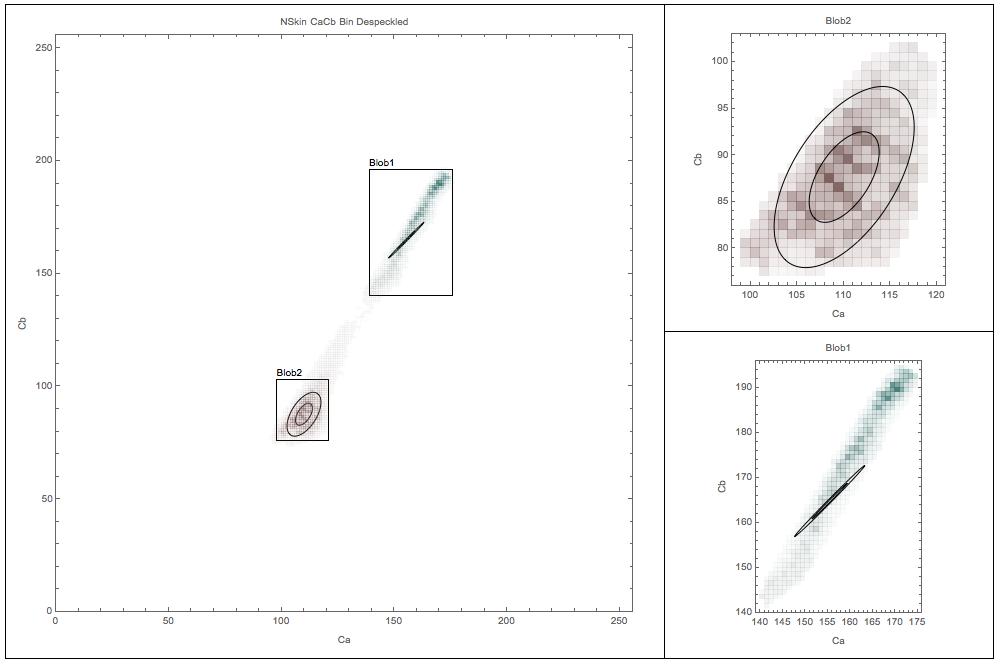 NSkin CaCb Bin Despeckled
250
200
150
100
50
0
Cb
Blob1
Blob2
0 50 100 150 200 250
Ca
Blob2
100
95
90
85
80
Cb
100 105 110 115 120
Ca
Blob1
190
180
170
160
150
140
Cb
140 145 150 155 160 165 170 175
Ca